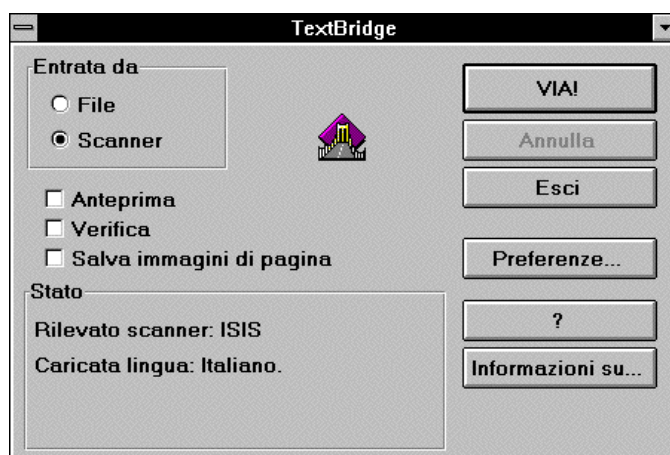 TextBridge
Entrata da
File
Scanner
Anteprima
Verifica
Salva immagini di pagina
Stato
Rilevato scanner: ISIS
Caricata lingua: Italiano.
VIA!
Annulla
Esci
Preferenze...
?
Informazioni su...